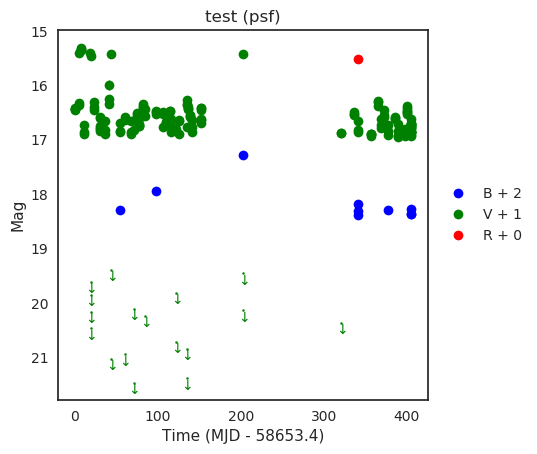 test (psf)
15
16
17
18
19
20
21
Mag
0
100
200
300
400
Time (MJD - 58653.4)
B + 2
V + 1
R + 0